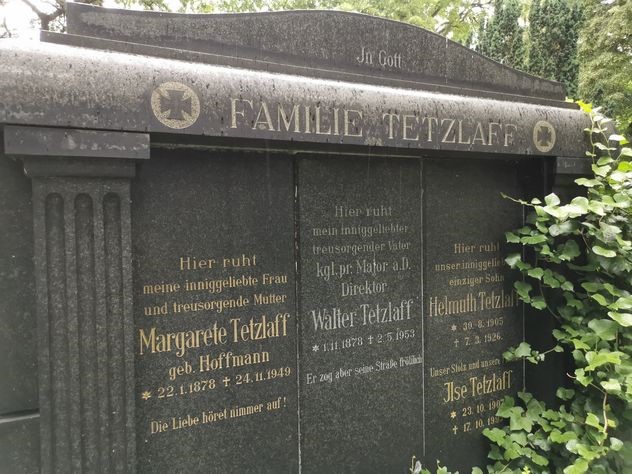 Jn Gott
FAMILIE TETZLAFF
Hier ruht
meine inniggeliebte Frau
und treusorgende Mutter
Margarete Tetzlaff
geb. Hoffmann
* 22.1.1878 † 24.11.1949
Die Liebe höret nimmer auf!
Hier ruht
mein inniggeliebter
treusorgender Vater
kgl. pr. Major a.D.
Direktor
Walter Tetzlaff
* 1.11.1878 † 2.5.1953
Er zog aber seine Straße fröhlich
Hier ruht
unser inniggeliebter
einziger Sohn
Helmuth Tetzlaff
* 30.8.1905
† 7.3.1926.
Unser Stolz und unsere
Jlse Tetzlaff
* 23.10.
† 17.10.